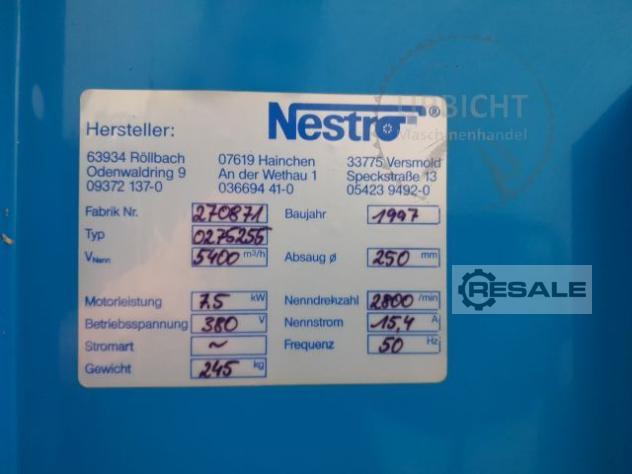 Hersteller: Nestro®
63934 Röllbach 07619 Hainchen 33775 Versmold
Odenwaldring 9 An der Wethau 1 Speckstraße 13
09372 137-0 036694 41-0 05423 9492-0
Fabrik Nr. 270871 Baujahr 1997
Typ 0275255
VNenn 5400 m³/h Absaug ø 250 mm
Motorleistung 7.5 kW Nenndrehzahl 2800 /min
Betriebsspannung 380 V Nennstrom 15,4 A
Stromart ~ Frequenz 50 Hz
Gewicht 245 kg
URBICHT
Maschinenhandel
RESALE